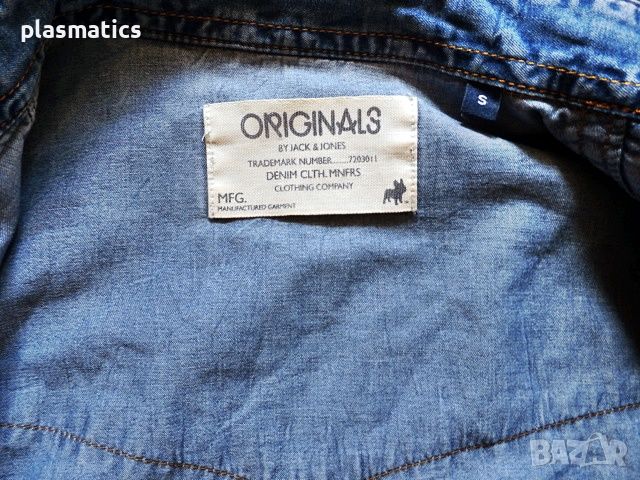 plasmatics
S
ORIGINALS
BY JACK & JONES
TRADEMARK NUMBER........7203011
DENIM CLTH. MNFRS
CLOTHING COMPANY
MFG.
MANUFACTURED GARMENT
BAZAR